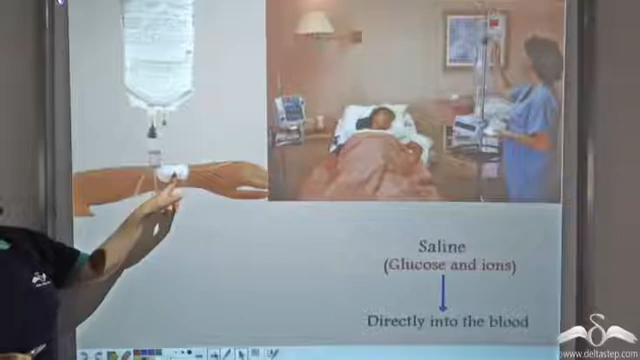 Saline
(Glucose and ions)
Directly into the blood
www.deltastep.com